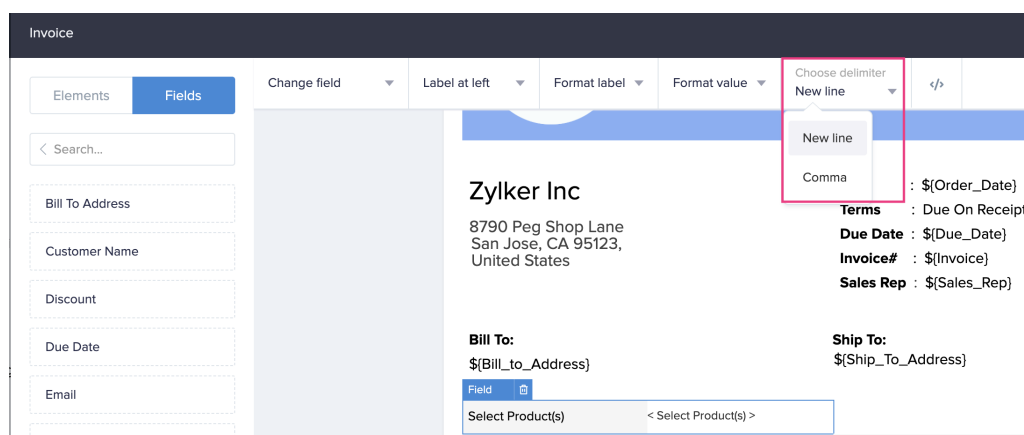 Invoice
Elements
Fields
Change field
Label at left
Format label
Format value
Choose delimiter
New line
</>
New line
Comma
< Search...
Bill To Address
Customer Name
Discount
Due Date
Email
Zylker Inc
8790 Peg Shop Lane
San Jose, CA 95123,
United States
: ${Order_Date}
Terms : Due On Receipt
Due Date : ${Due_Date}
Invoice# : ${Invoice}
Sales Rep : ${Sales_Rep}
Bill To:
${Bill_to_Address}
Ship To:
${Ship_To_Address}
Field
Select Product(s) < Select Product(s) >